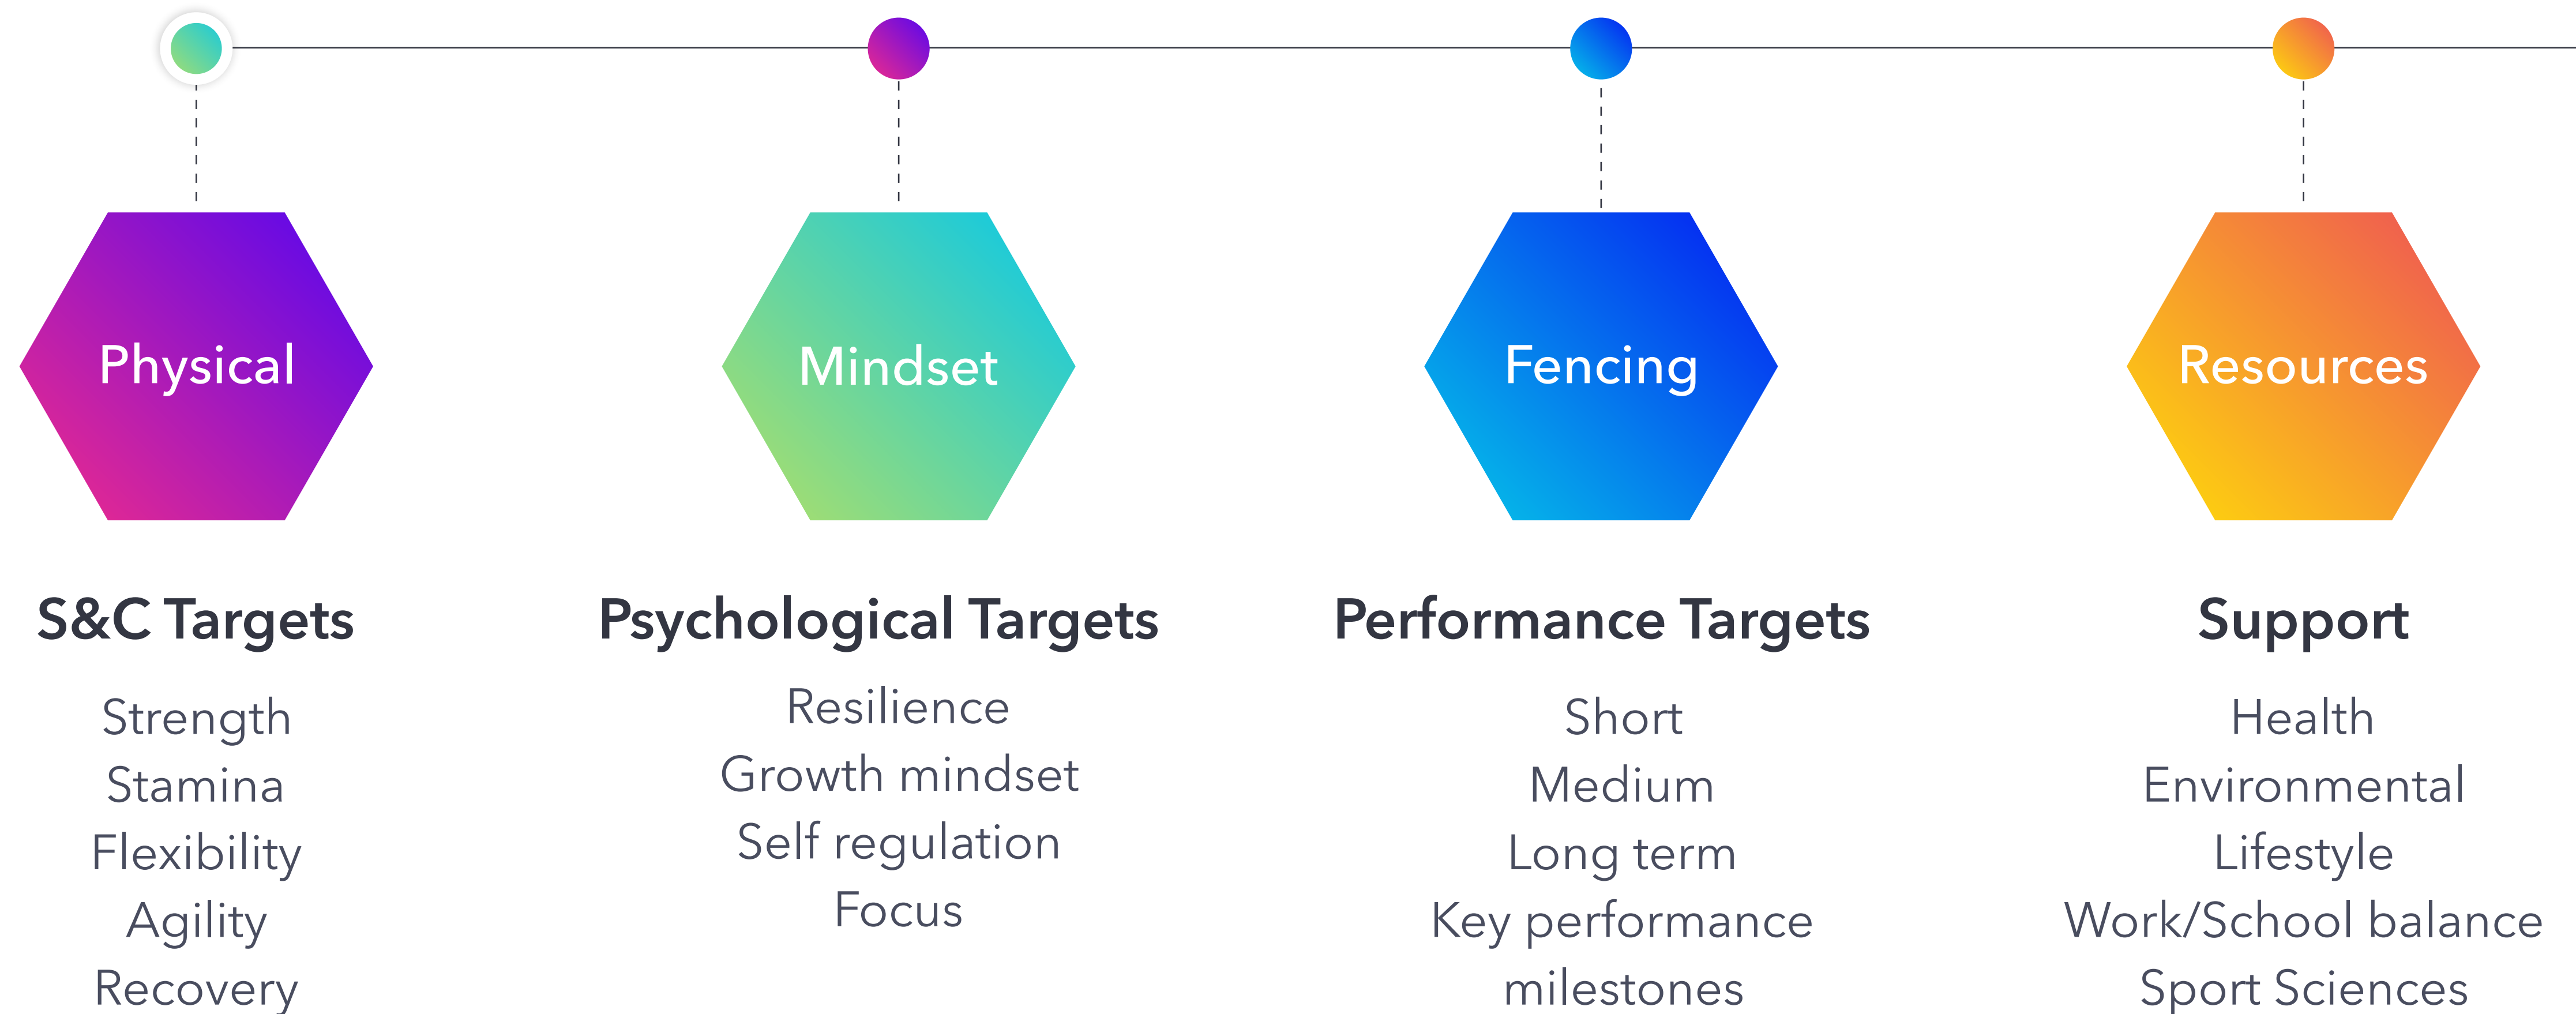 Physical
Mindset
Fencing
Resources
S&C Targets
Strength
Stamina
Flexibility
Agility
Recovery
Psychological Targets
Resilience
Growth mindset
Self regulation
Focus
Performance Targets
Short
Medium
Long term
Key performance
milestones
Support
Health
Environmental
Lifestyle
Work/School balance
Sport Sciences